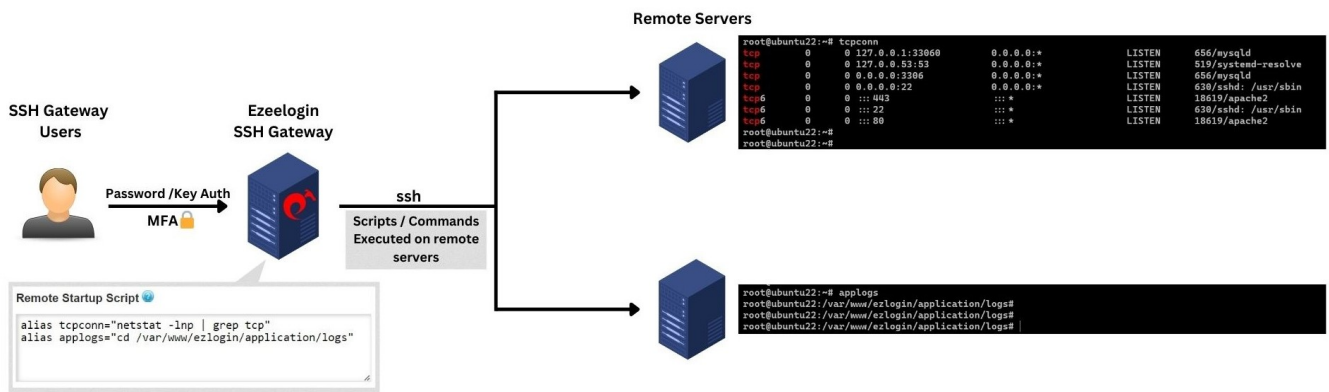 Remote Servers
root@ubuntu22:~# tcpconn
tcp 0 0 127.0.0.1:33060 0.0.0.0:* LISTEN 656/mysqld
tcp 0 0 127.0.0.53:53 0.0.0.0:* LISTEN 519/systemd-resolve
tcp 0 0 0.0.0.0:3306 0.0.0.0:* LISTEN 656/mysqld
tcp 0 0 0.0.0.0:22 0.0.0.0:* LISTEN 630/sshd: /usr/sbin
tcp6 0 0 :::443 :::* LISTEN 18619/apache2
tcp6 0 0 :::22 :::* LISTEN 630/sshd: /usr/sbin
tcp6 0 0 :::80 :::* LISTEN 18619/apache2
root@ubuntu22:~#
root@ubuntu22:~#
SSH Gateway
Users
Ezeelogin
SSH Gateway
Password /Key Auth
MFA
ssh
Scripts / Commands
Executed on remote
servers
Remote Startup Script
alias tcpconn="netstat -lnp | grep tcp"
alias applogs="cd /var/www/ezlogin/application/logs"
root@ubuntu22:~# applogs
root@ubuntu22:/var/www/ezlogin/application/logs#
root@ubuntu22:/var/www/ezlogin/application/logs#
root@ubuntu22:/var/www/ezlogin/application/logs#